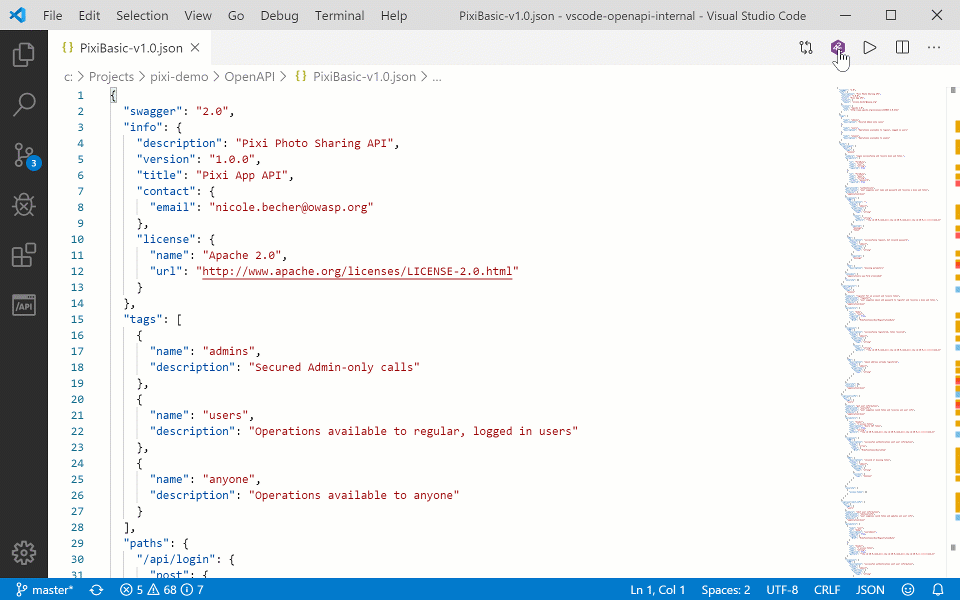 File Edit Selection View Go Debug Terminal Help PixiBasic-v1.0.json - vscode-openapi-internal - Visual Studio Code
{} PixiBasic-v1.0.json
c: > Projects > pixi-demo > OpenAPI > {} PixiBasic-v1.0.json > ...
1 {
2 "swagger": "2.0",
3 "info": {
4 "description": "Pixi Photo Sharing API",
5 "version": "1.0.0",
6 "title": "Pixi App API",
7 "contact": {
8 "email": "nicole.becher@owasp.org"
9 },
10 "license": {
11 "name": "Apache 2.0",
12 "url": "http://www.apache.org/licenses/LICENSE-2.0.html"
13 }
14 },
15 "tags": [
16 {
17 "name": "admins",
18 "description": "Secured Admin-only calls"
19 },
20 {
21 "name": "users",
22 "description": "Operations available to regular, logged in users"
23 },
24 {
25 "name": "anyone",
26 "description": "Operations available to anyone"
27 }
28 ],
29 "paths": {
30 "/api/login": {
31 "post": {
3
/API
master* 5 68 7 Ln 1, Col 1 Spaces: 2 UTF-8 CRLF JSON